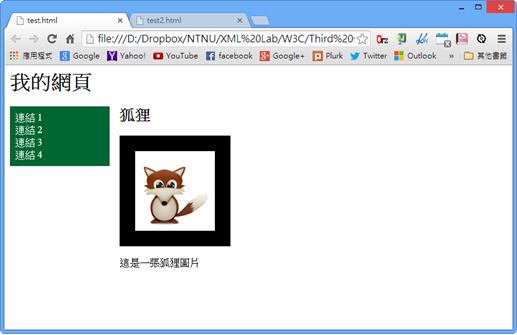 test.html
test2.html
file:///D:/Dropbox/NTNU/XML%20Lab/W3C/Third%20
應用程式 Google Yahoo! YouTube facebook Google+ Plurk Twitter Outlook » 其他書籤
我的網頁
連結 1
連結 2
連結 3
連結 4
狐狸
這是一張狐狸圖片